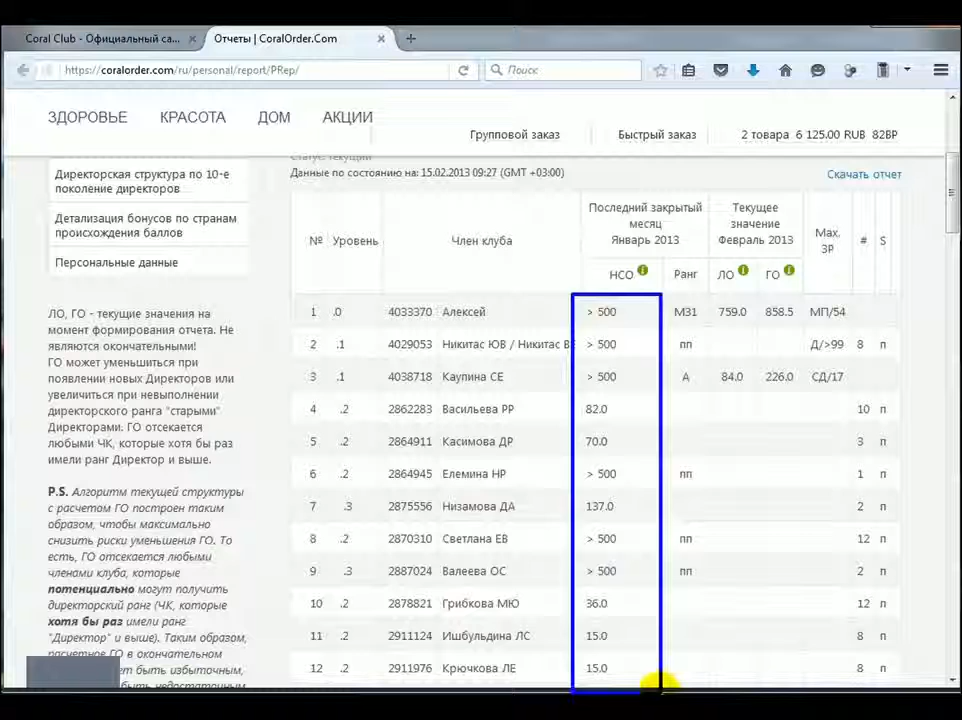 Coral Club - Официальный са...
Отчеты | CoralOrder.Com
https://coralorder.com/ru/personal/report/PRep/
Поиск
ЗДОРОВЬЕ КРАСОТА ДОМ АКЦИИ
Групповой заказ Быстрый заказ 2 товара 6 125.00 RUB 82BP
Директорская структура по 10-е
поколение директоров
Детализация бонусов по странам
происхождения баллов
Персональные данные
ЛО, ГО - текущие значения на
момент формирования отчета. Не
являются окончательными!
ГО может уменьшиться при
появлении новых Директоров или
увеличиться при невыполнении
директорского ранга "старыми"
Директорами. ГО отсекается
любыми ЧК, которые хотя бы раз
имели ранг Директор и выше.
P.S. Алгоритм текущей структуры
с расчетом ГО построен таким
образом, чтобы максимально
снизить риски уменьшения ГО. То
есть, ГО отсекается любыми
членами клуба, которые
потенциально могут получить
директорский ранг (ЧК, которые
хотя бы раз имели ранг
"Директор" и выше). Таким образом,
расчетное ГО в окончательном
быть избыточным,
быть недостаточным
Статус: текущий
Данные по состоянию на: 15.02.2013 09:27 (GMT +03:00)
Скачать отчет
№ Уровень Член клуба
Последний закрытый
месяц
Январь 2013
Текущее
значение
Февраль 2013
Мах.
ЗР
# S
НСО Ранг ЛО ГО
1 .0 4033370 Алексей > 500 М31 759.0 858.5 МП/54
2 .1 4029053 Никитас ЮВ / Никитас В > 500 пп Д/>99 8 п
3 .1 4038718 Каупина СЕ > 500 А 84.0 226.0 СД/17
4 .2 2862283 Васильева РР 82.0 10 п
5 .2 2864911 Касимова ДР 70.0 3 п
6 .2 2864945 Елемина НР > 500 пп 1 п
7 .3 2875556 Низамова ДА 137.0 2 п
8 .2 2870310 Светлана ЕВ > 500 пп 12 п
9 .3 2887024 Валеева ОС > 500 пп 2 п
10 .2 2878821 Грибкова МЮ 36.0 12 п
11 .2 2911124 Ишбульдина ЛС 15.0 8 п
12 .2 2911976 Крючкова ЛЕ 15.0 8 п